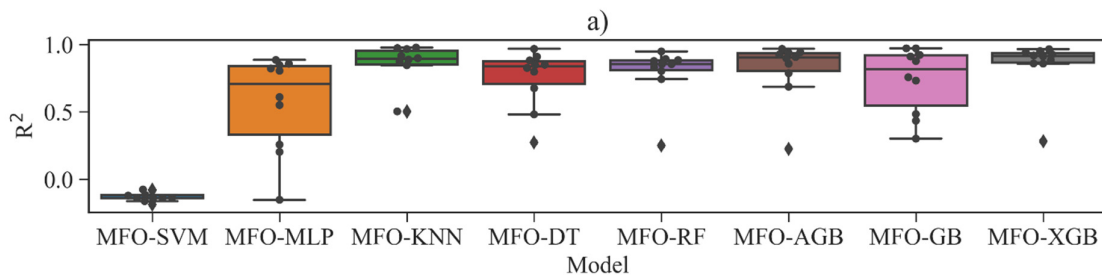 a)
1.0
0.5
0.0
R²
MFO-SVM MFO-MLP MFO-KNN MFO-DT MFO-RF MFO-AGB MFO-GB MFO-XGB
Model